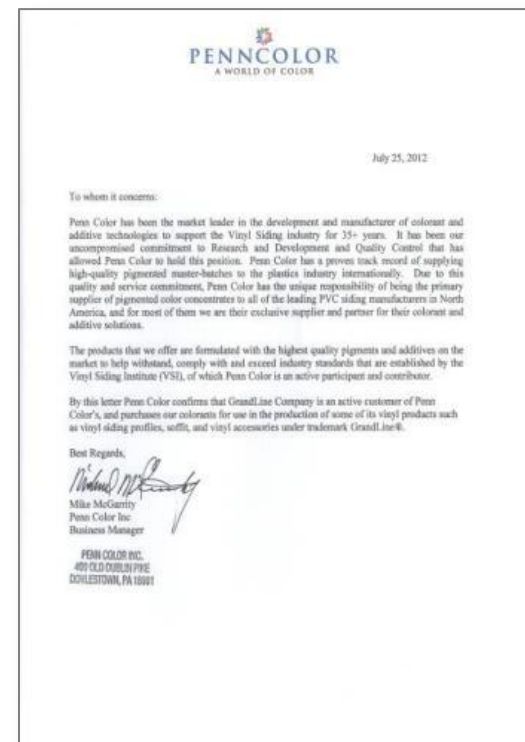 PENNCOLOR
A WORLD OF COLOR
July 25, 2012
To whom it concerns:
Penn Color has been the market leader in the development and manufacturer of colorant and
additive technologies to support the Vinyl Siding industry for 35+ years. It has been our
uncompromised commitment to Research and Development and Quality Control that has
allowed Penn Color to hold this position. Penn Color has a proven track record of supplying
high-quality pigmented master-batches to the plastics industry internationally. Due to this
quality and service commitment, Penn Color has the unique responsibility of being the primary
supplier of pigmented color concentrates to all of the leading PVC siding manufacturers in North
America, and for most of them we are their exclusive supplier and partner for their colorant and
additive solutions.
The products that we offer are formulated with the highest quality pigments and additives on the
market to help withstand, comply with and exceed industry standards that are established by the
Vinyl Siding Institute (VSI), of which Penn Color is an active participant and contributor.
By this letter Penn Color confirms that GrandLine Company is an active customer of Penn
Color's, and purchases our colorants for use in the production of some of its vinyl products such
as vinyl siding profiles, soffit, and vinyl accessories under trademark GrandLine®.
Best Regards,
Mike McGarrity
Penn Color Inc
Business Manager
PENN COLOR INC.
400 OLD DUBLIN PIKE
DOYLESTOWN, PA 18901